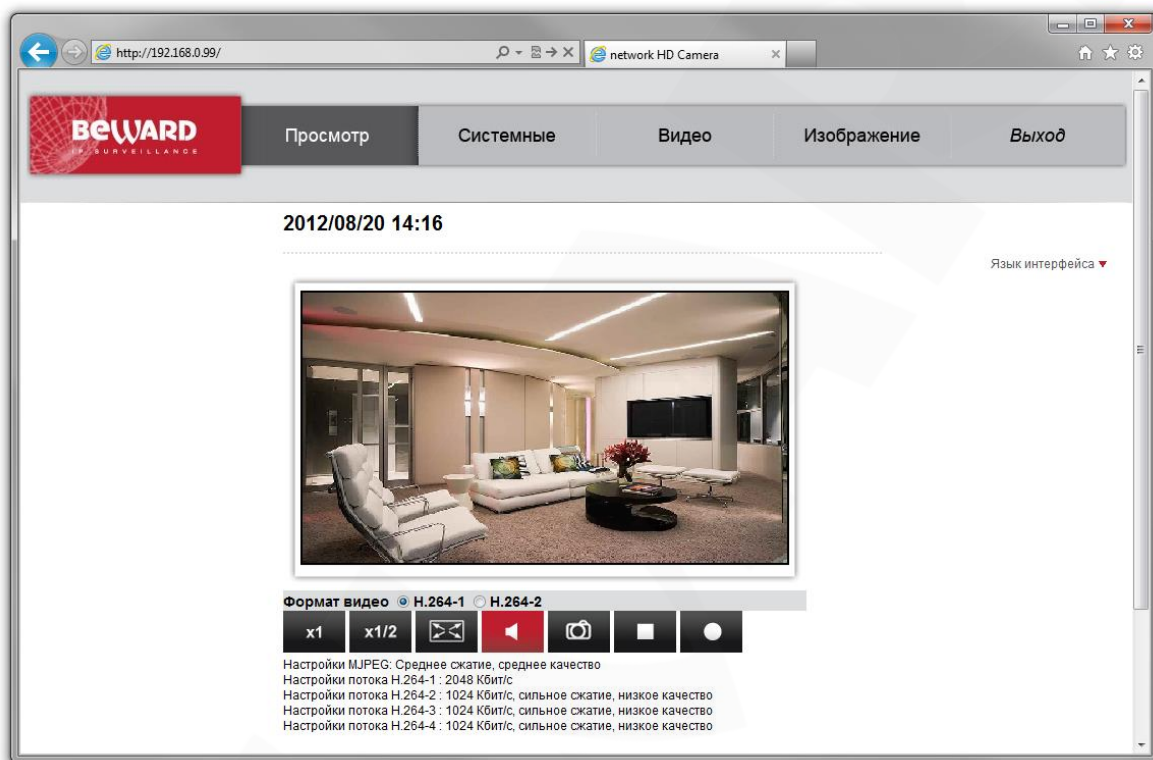 http://192.168.0.99/
network HD Camera
BEWARD
IP SURVEILLANCE
Просмотр
Системные
Видео
Изображение
Выход
2012/08/20 14:16
Язык интерфейса
Формат видео H.264-1 H.264-2
x1 x1/2
Настройки MJPEG: Среднее сжатие, среднее качество
Настройки потока H.264-1 : 2048 Кбит/с
Настройки потока H.264-2 : 1024 Кбит/с, сильное сжатие, низкое качество
Настройки потока H.264-3 : 1024 Кбит/с, сильное сжатие, низкое качество
Настройки потока H.264-4 : 1024 Кбит/с, сильное сжатие, низкое качество